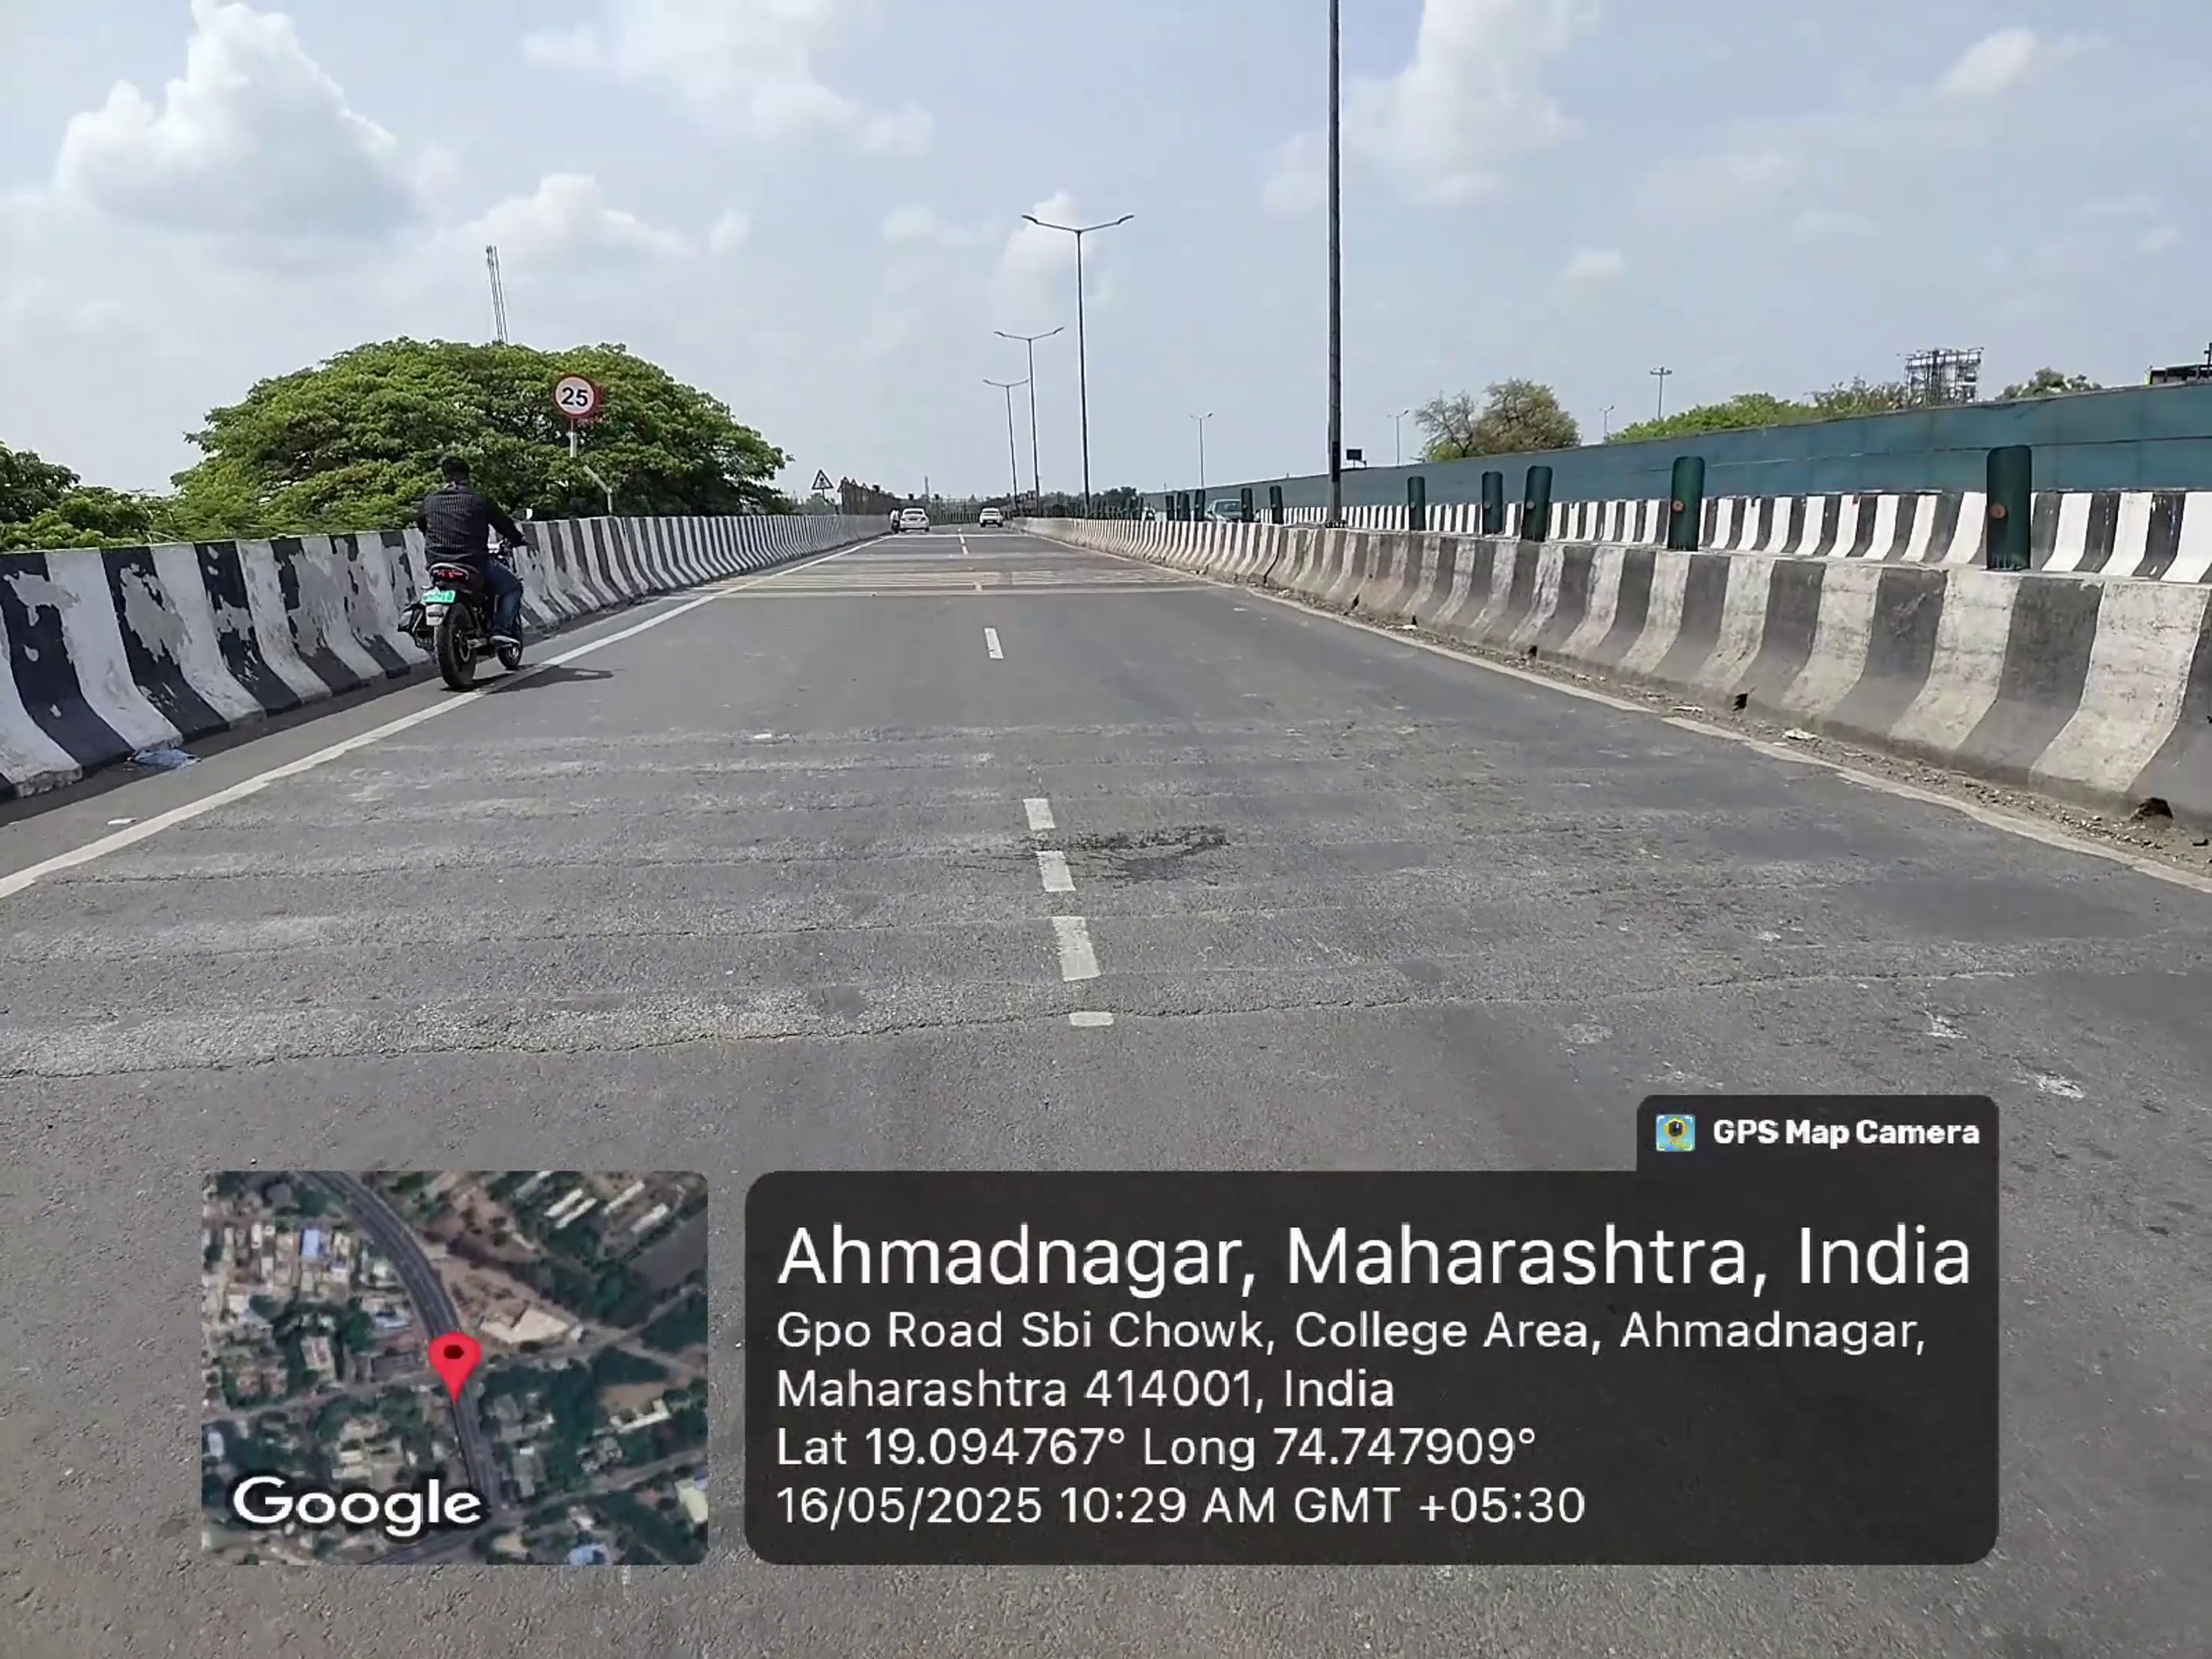 25
GPS Map Camera
Ahmadnagar, Maharashtra, India
Gpo Road Sbi Chowk, College Area, Ahmadnagar,
Maharashtra 414001, India
Lat 19.094767° Long 74.747909°
16/05/2025 10:29 AM GMT +05:30
Google